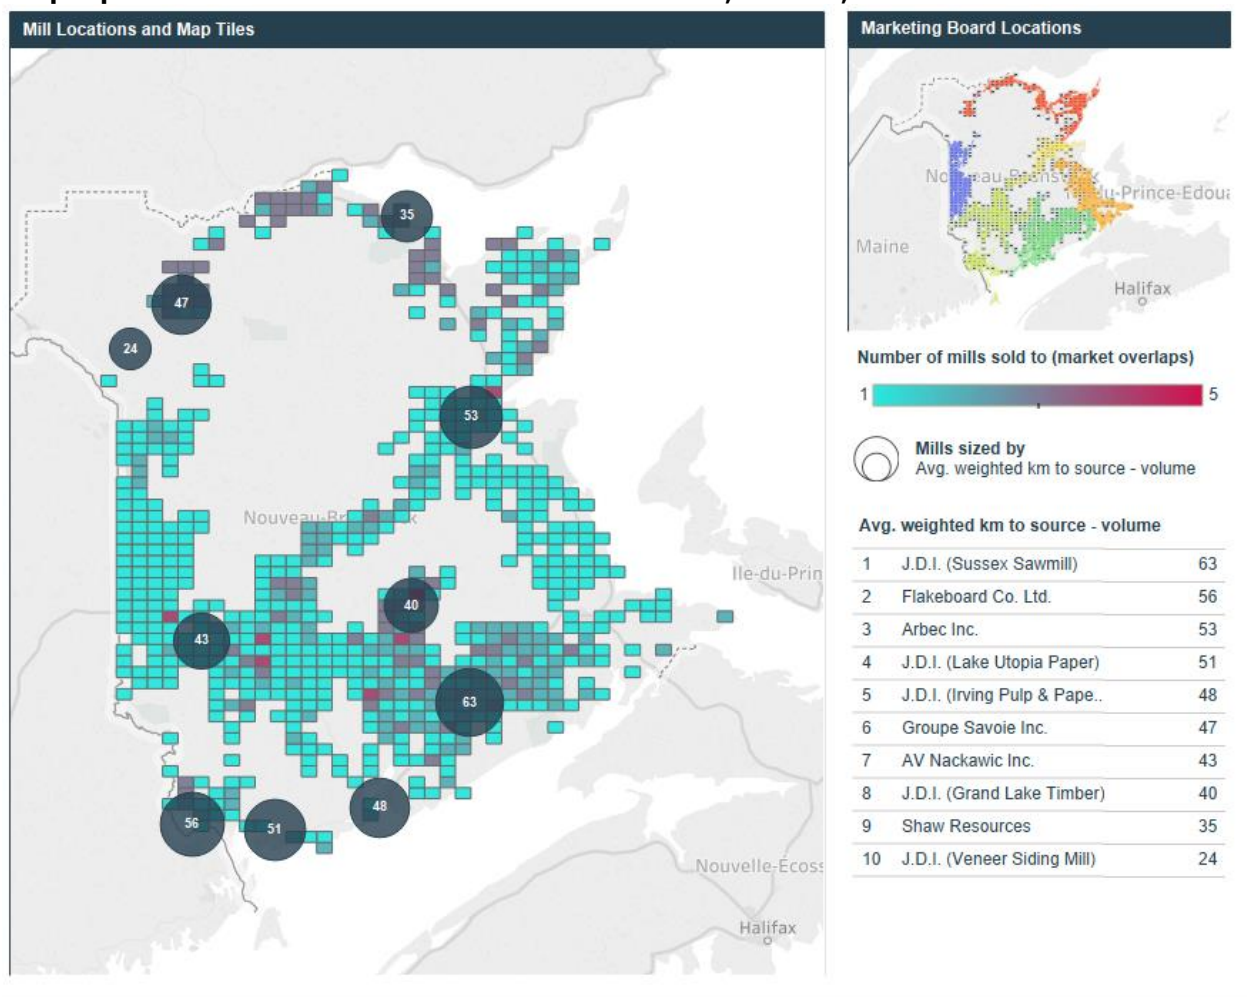 Mill Locations and Map Tiles
35
47
24
53
Nouveau-Br
k
Ile-du-Prin
40
43
63
56
51
48
Nouvelle-Écoss
Halifax
Marketing Board Locations
u-Prince-Edoua
Maine
Halifax
Number of mills sold to (market overlaps)
1 5
Mills sized by
Avg. weighted km to source - volume
Avg. weighted km to source - volume
1 J.D.I. (Sussex Sawmill) 63
2 Flakeboard Co. Ltd. 56
3 Arbec Inc. 53
4 J.D.I. (Lake Utopia Paper) 51
5 J.D.I. (Irving Pulp & Pape.. 48
6 Groupe Savoie Inc. 47
7 AV Nackawic Inc. 43
8 J.D.I. (Grand Lake Timber) 40
9 Shaw Resources 35
10 J.D.I. (Veneer Siding Mill) 24